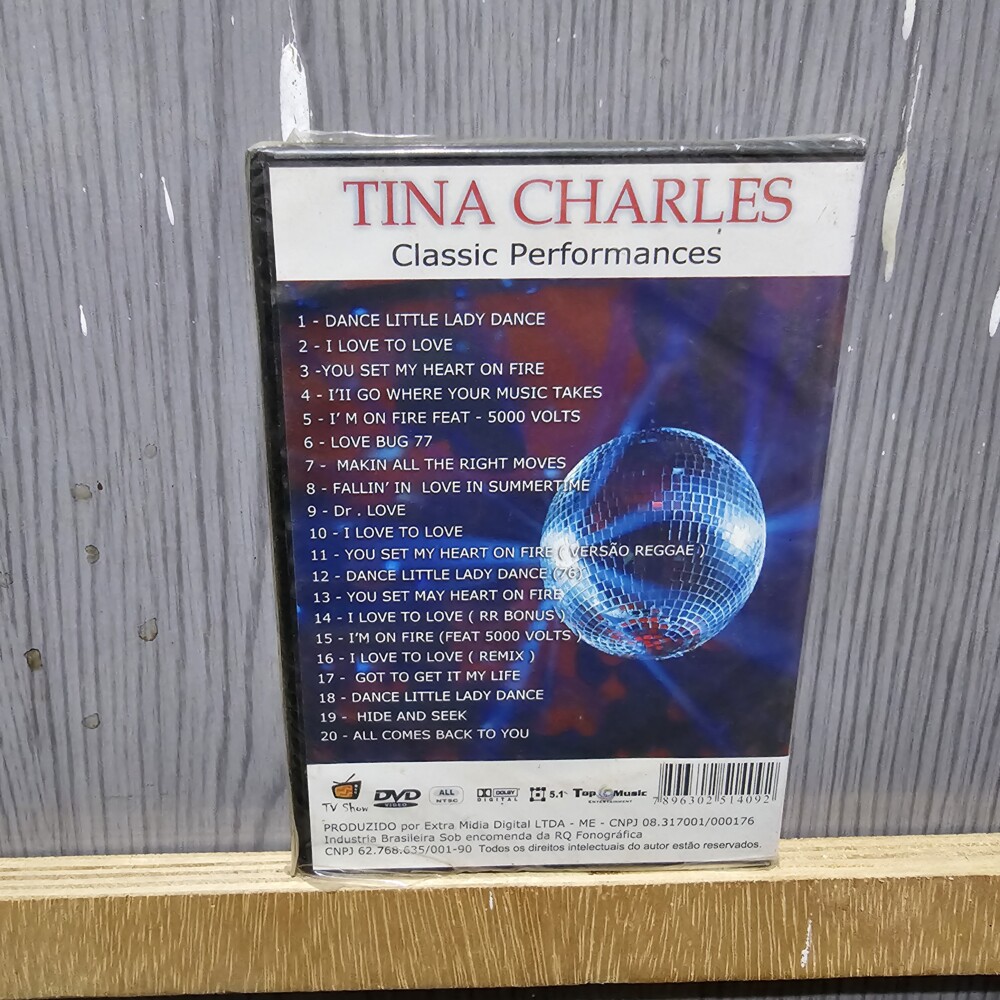 TINA CHARLES
Classic Performances
1 - DANCE LITTLE LADY DANCE
2 - I LOVE TO LOVE
3 -YOU SET MY HEART ON FIRE
4 - I'II GO WHERE YOUR MUSIC TAKES
5 - I' M ON FIRE FEAT - 5000 VOLTS
6 - LOVE BUG 77
7 - MAKIN ALL THE RIGHT MOVES
8 - FALLIN' IN LOVE IN SUMMERTIME
9 - Dr . LOVE
10 - I LOVE TO LOVE
11 - YOU SET MY HEART ON FIRE ( VERSÃO REGGAE )
12 - DANCE LITTLE LADY DANCE (76)
13 - YOU SET MAY HEART ON FIRE
14 - I LOVE TO LOVE ( RR BONUS )
15 - I'M ON FIRE (FEAT 5000 VOLTS )
16 - I LOVE TO LOVE ( REMIX )
17 - GOT TO GET IT MY LIFE
18 - DANCE LITTLE LADY DANCE
19 - HIDE AND SEEK
20 - ALL COMES BACK TO YOU
TV Show
DVD VIDEO
ALL NTSC
DOLBY DIGITAL
5.1
Top Music ENTERTAINMENT
7896302514092
PRODUZIDO por Extra Midia Digital LTDA - ME - CNPJ 08.317001/000176
Industria Brasileira Sob encomenda da RQ Fonográfica
CNPJ 62.768.635/001-90 Todos os direitos intelectuais do autor estão reservados.